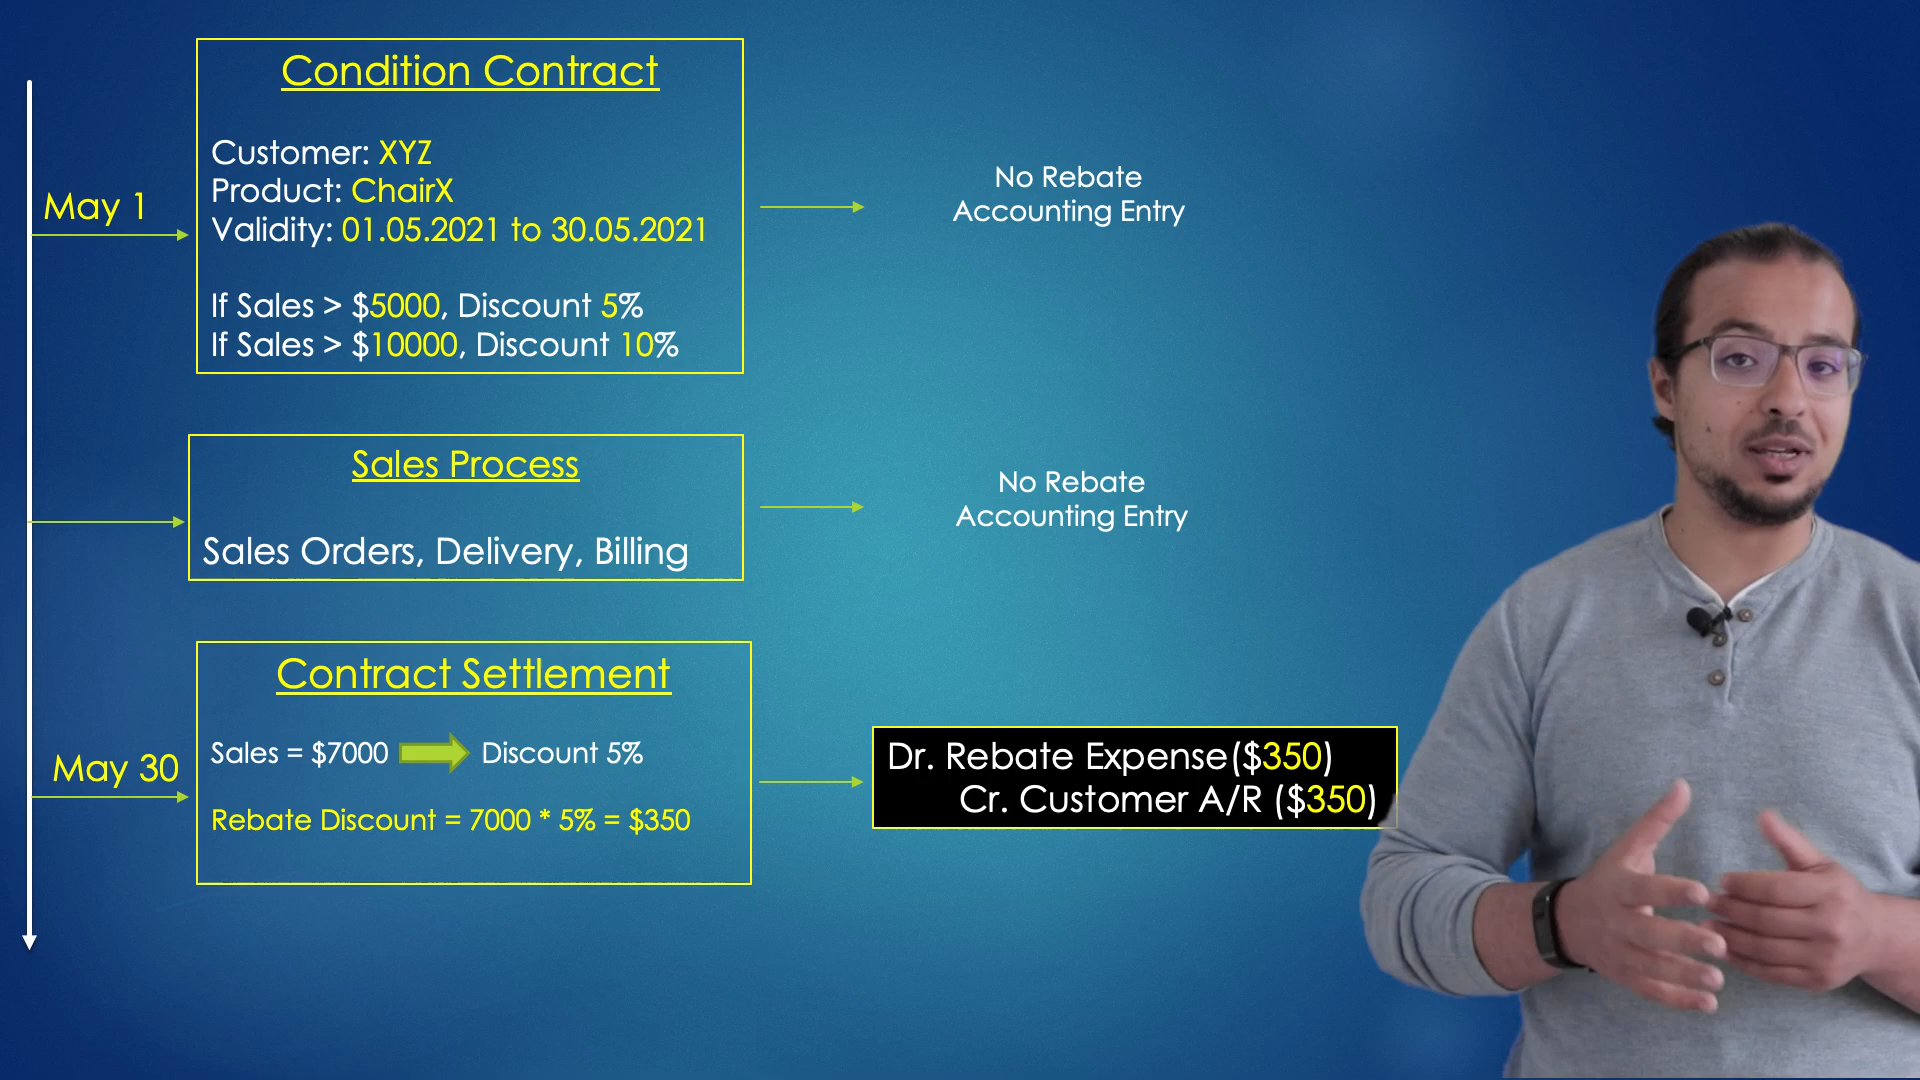 Condition Contract
Customer: XYZ
Product: ChairX
Validity: 01.05.2021 to 30.05.2021
If Sales > $5000, Discount 5%
If Sales > $10000, Discount 10%
May 1
No Rebate
Accounting Entry
Sales Process
Sales Orders, Delivery, Billing
No Rebate
Accounting Entry
Contract Settlement
May 30
Sales = $7000 Discount 5%
Rebate Discount = 7000 * 5% = $350
Dr. Rebate Expense($350)
Cr. Customer A/R ($350)